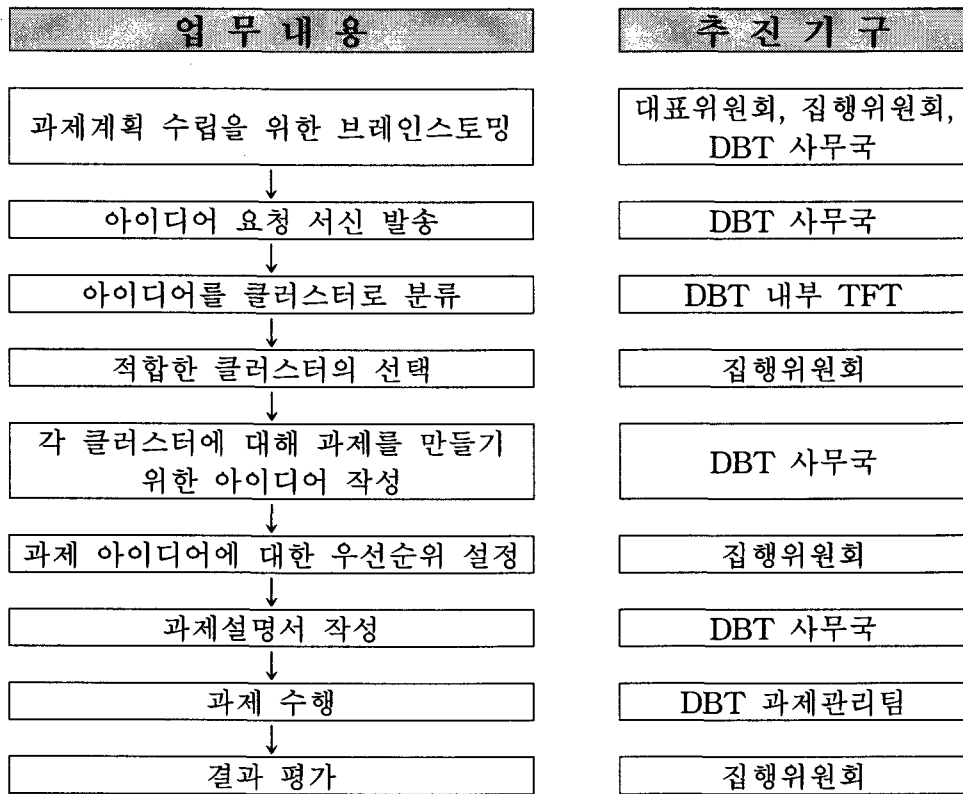 업무내용 추진기구
과제계획 수립을 위한 브레인스토밍
대표위원회, 집행위원회,
DBT 사무국
아이디어 요청 서신 발송
DBT 사무국
아이디어를 클러스터로 분류
DBT 내부 TFT
적합한 클러스터의 선택
집행위원회
각 클러스터에 대해 과제를 만들기
위한 아이디어 작성
DBT 사무국
과제 아이디어에 대한 우선순위 설정
집행위원회
과제설명서 작성
DBT 사무국
과제 수행
DBT 과제관리팀
결과 평가
집행위원회